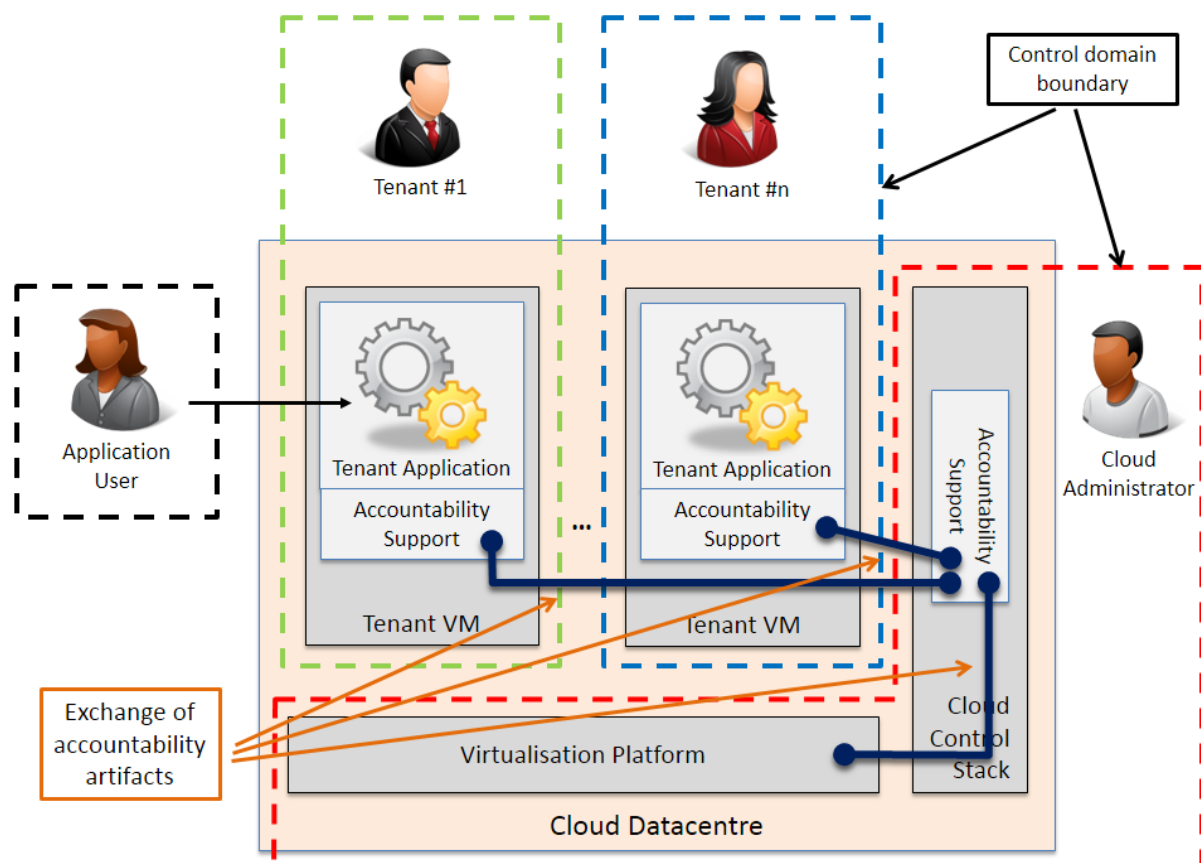 Control domain
boundary
Tenant #1
Tenant #n
Application
User
Tenant Application
Accountability
Support
Tenant VM
...
Tenant Application
Accountability
Support
Tenant VM
Accountability
Support
Cloud
Administrator
Exchange of
accountability
artifacts
Virtualisation Platform
Cloud
Control
Stack
Cloud Datacentre